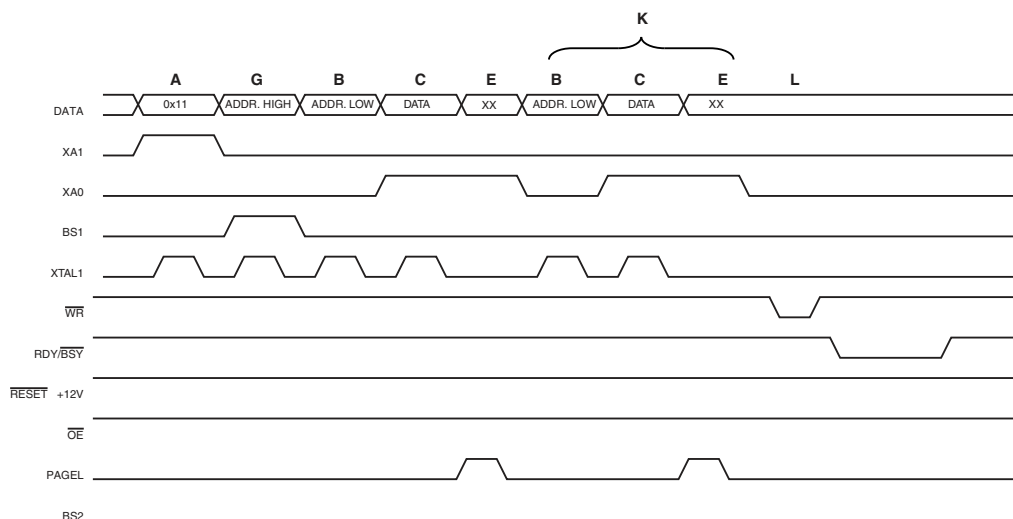 K
A G B C E B C E L
DATA 0x11 ADDR. HIGH ADDR. LOW DATA XX ADDR. LOW DATA XX
XA1
XA0
BS1
XTAL1
WR
RDY/BSY
RESET +12V
OE
PAGEL
BS2